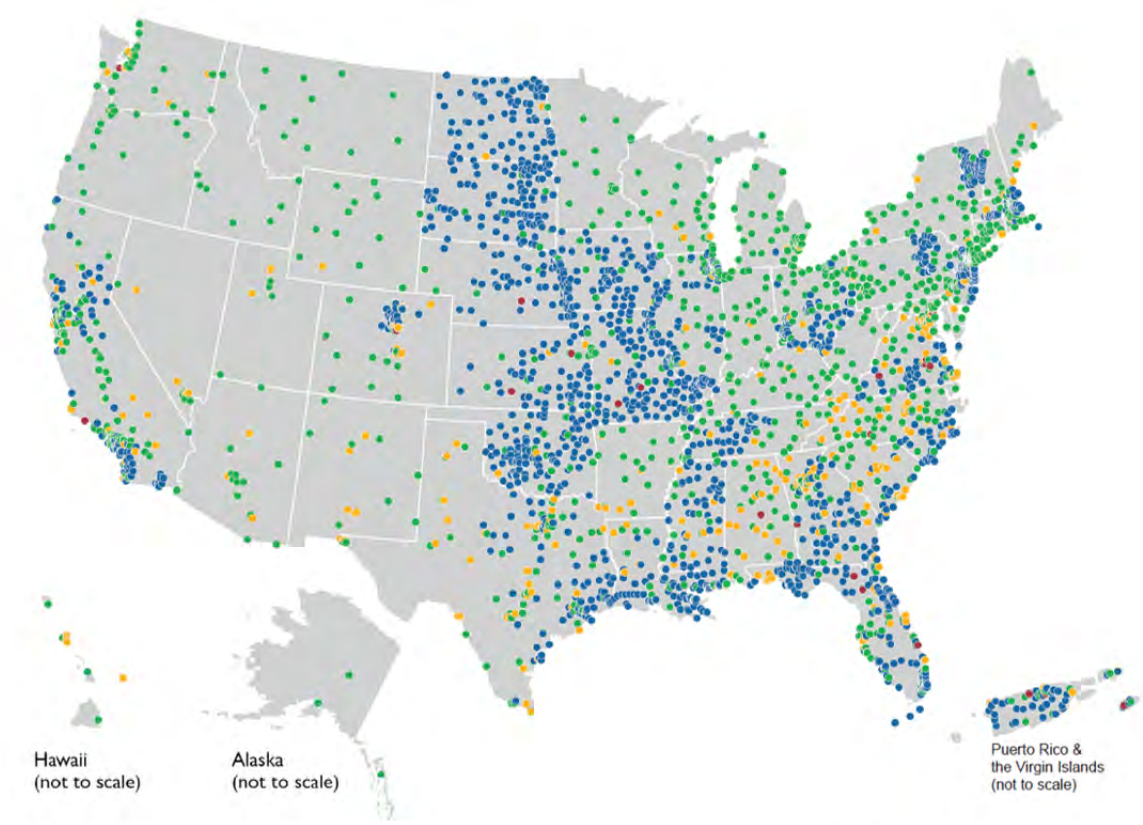 Hawaii
(not to scale)
Alaska
(not to scale)
Puerto Rico &
the Virgin Islands
(not to scale)